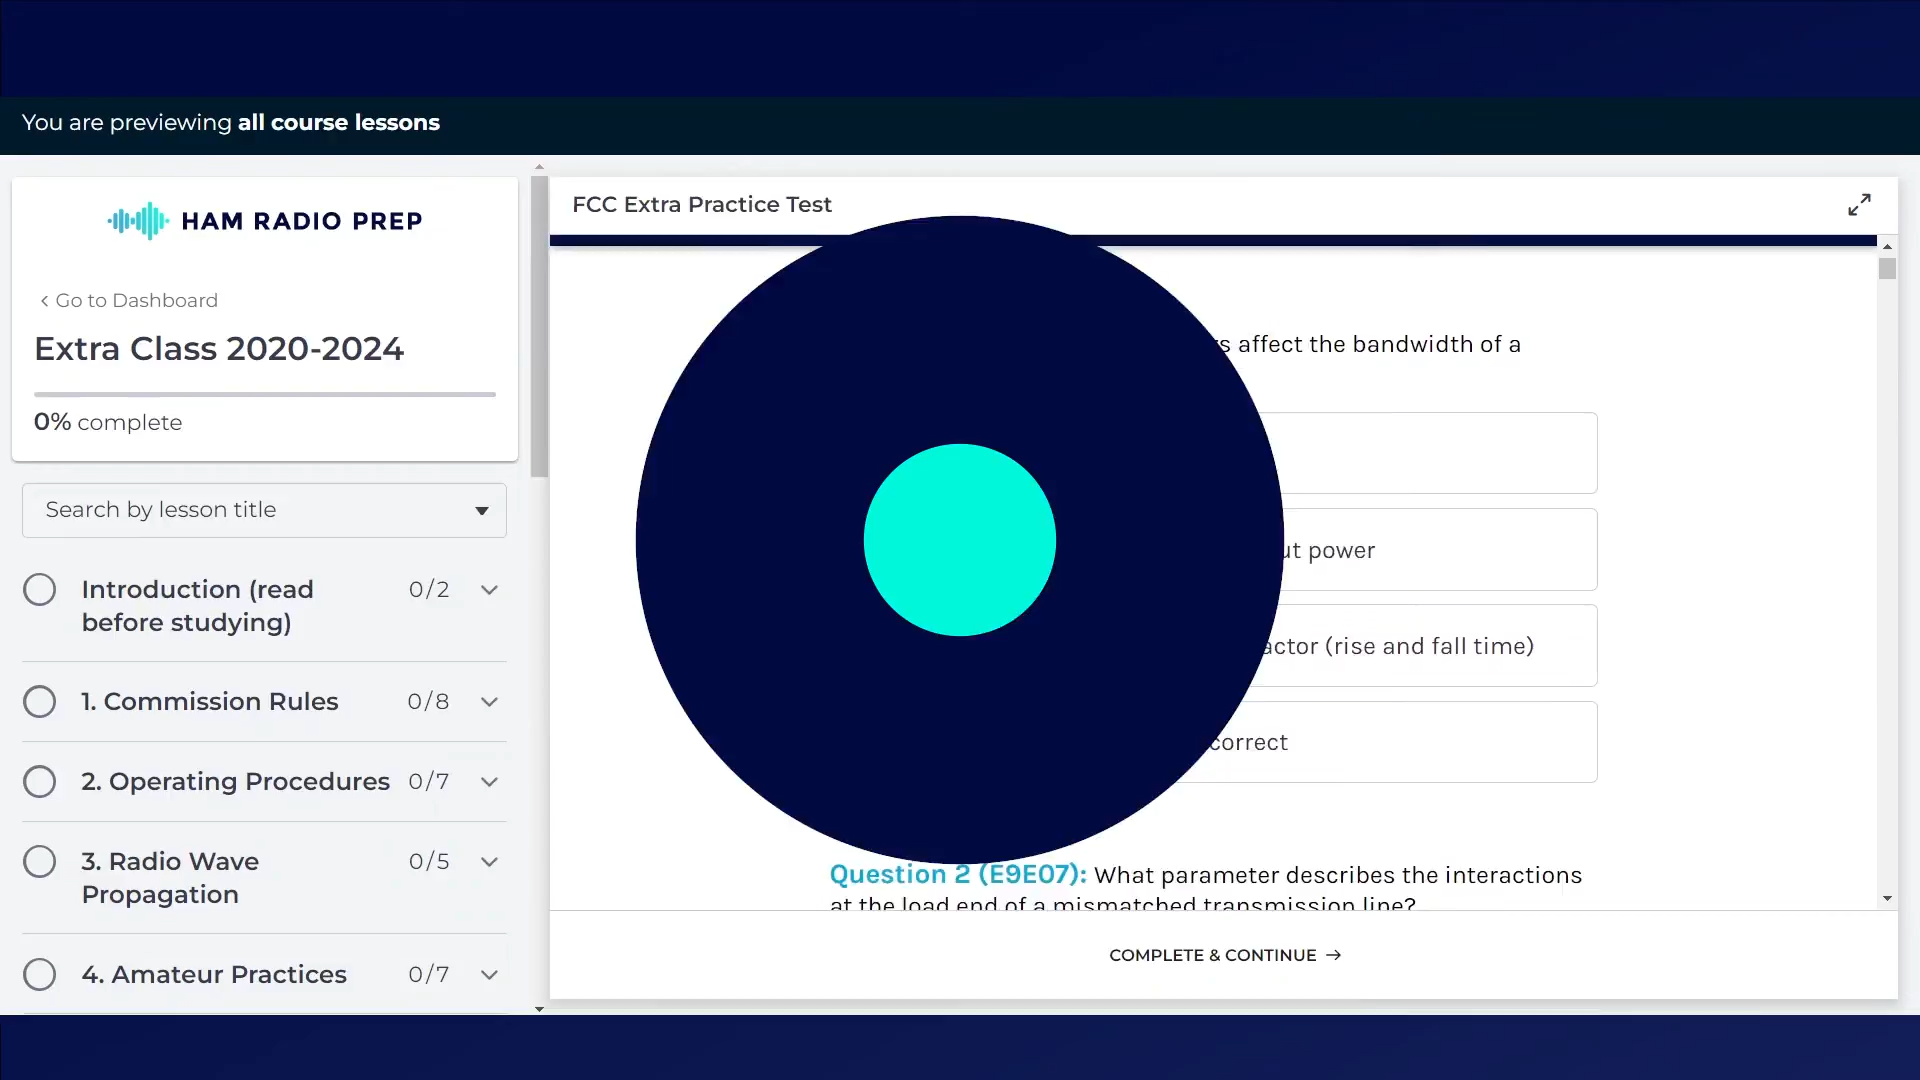 You are previewing all course lessons
HAM RADIO PREP
Go to Dashboard
Extra Class 2020-2024
0% complete
Search by lesson title
Introduction (read
before studying)
0/2
1. Commission Rules
0/8
2. Operating Procedures
0/7
3. Radio Wave
Propagation
0/5
4. Amateur Practices
0/7
FCC Extra Practice Test
affect the bandwidth of a
power
(rise and fall time)
correct
Question 2 (E9E07): What parameter describes the interactions
at the load end of a mismatched transmission line?
COMPLETE & CONTINUE →